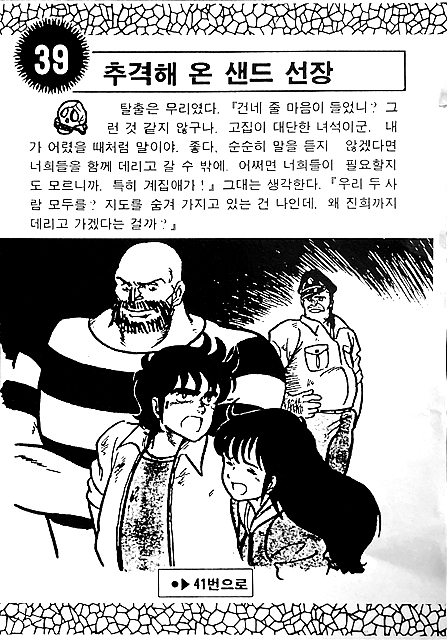 39
추격해 온 샌드 선장
탈출은 무리였다. 『건네 줄 마음이 들었니? 그
런 것 같지 않구나. 고집이 대단한 녀석이군. 내
가 어렸을 때처럼 말이야. 좋다. 순순히 말을 듣지 않겠다면
너희들을 함께 데리고 갈 수 밖에. 어쩌면 너희들이 필요할지
도 모르니까. 특히 계집애가!』 그대는 생각한다. 『우리 두 사
람 모두를? 지도를 숨겨 가지고 있는 건 나인데. 왜 진희까지
데리고 가겠다는 걸까?』
●▶41번으로